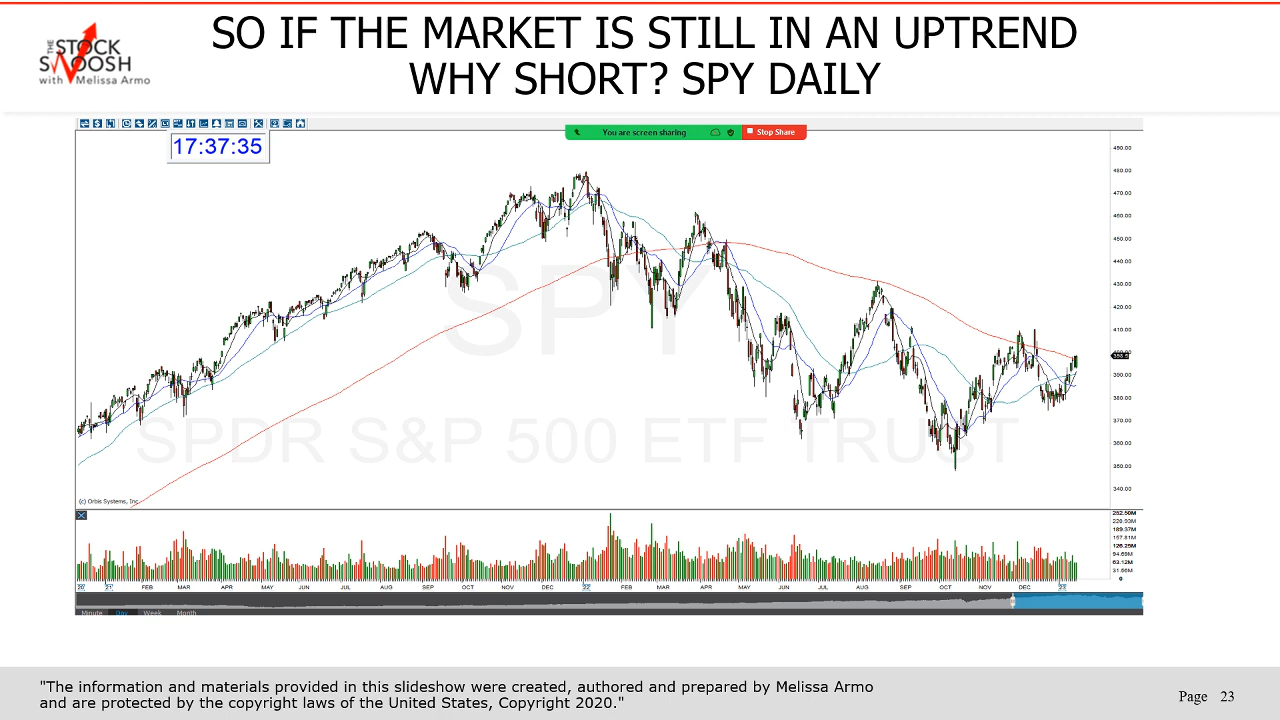 SO IF THE MARKET IS STILL IN AN UPTREND
WHY SHORT? SPY DAILY
THE STOCK
SWOOSH
with Melissa Armo
17:37:35
You are screen sharing
Stop Share
490.00
480.00
470.00
460.00
450.00
440.00
430.00
420.00
410.00
400.00
390.00
380.00
370.00
360.00
350.00
340.00
SPY
SPDR S&P 500 ETF TRUST
(c) Orbis Systems, Inc
252.50M
220.93M
189.37M
157.81M
126.25M
94.69M
63.12M
31.56M
0
20 21 FEB MAR APR MAY JUN JUL AUG SEP OCT NOV DEC 22 FEB MAR APR MAY JUN JUL AUG SEP OCT NOV DEC 23
Minute Day Week Month
"The information and materials provided in this slideshow were created, authored and prepared by Melissa Armo
and are protected by the copyright laws of the United States, Copyright 2020."
Page 23